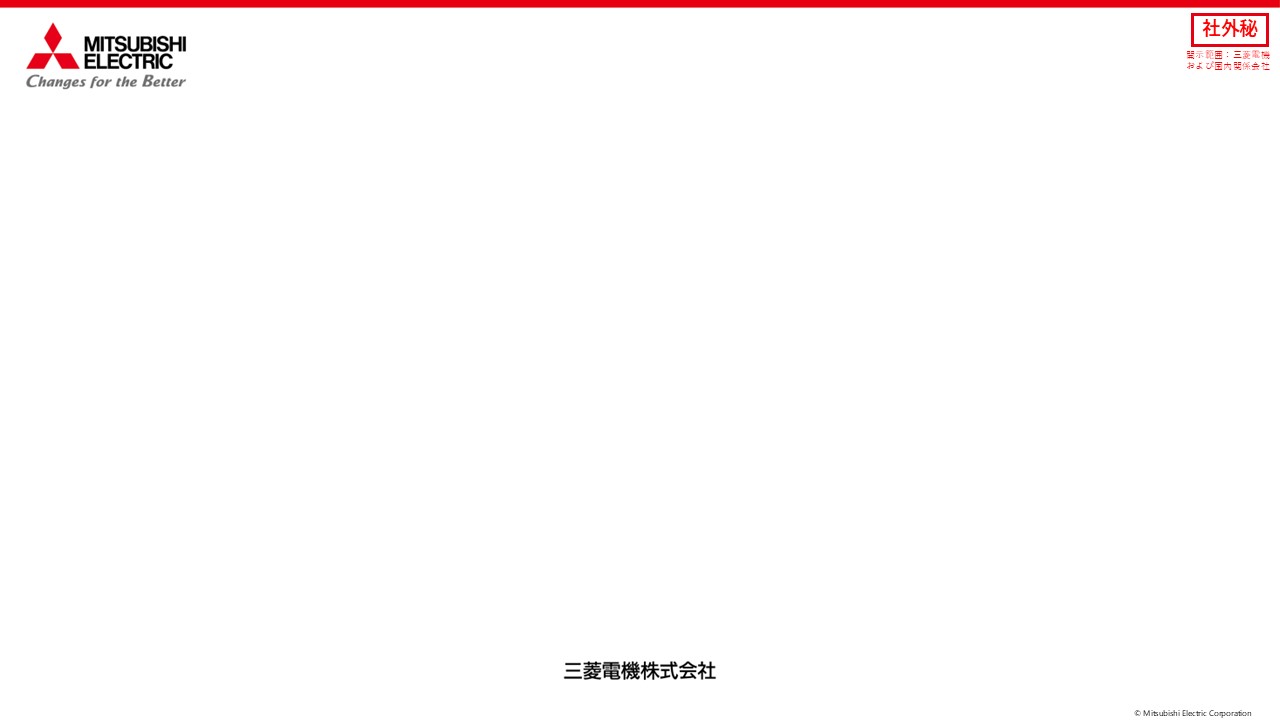 MITSUBISHI
ELECTRIC
Changes for the Better
社外秘
開示範囲：三菱電機
および国内関係会社
三菱電機株式会社
© Mitsubishi Electric Corporation